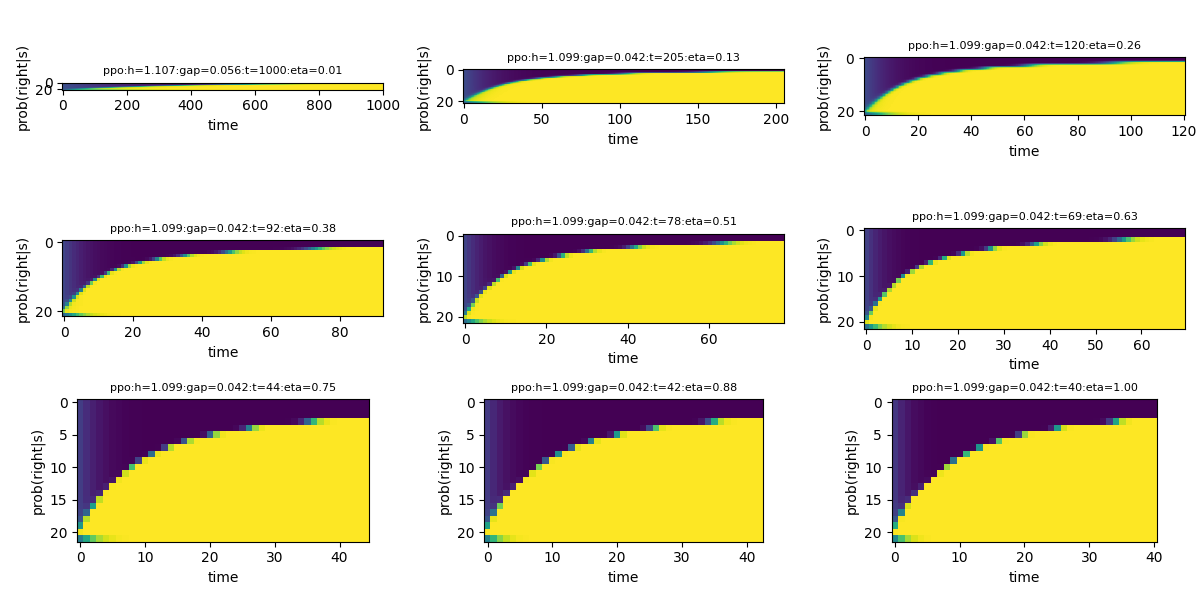 ppo:h=1.107:gap=0.056:t=1000:eta=0.01
prob(right|s)
0
20
0 200 400 600 800 1000
time
ppo:h=1.099:gap=0.042:t=205:eta=0.13
prob(right|s)
0
20
0 50 100 150 200
time
ppo:h=1.099:gap=0.042:t=120:eta=0.26
prob(right|s)
0
20
0 20 40 60 80 100 120
time
ppo:h=1.099:gap=0.042:t=92:eta=0.38
prob(right|s)
0
20
0 20 40 60 80
time
ppo:h=1.099:gap=0.042:t=78:eta=0.51
prob(right|s)
0
10
20
0 20 40 60
time
ppo:h=1.099:gap=0.042:t=69:eta=0.63
prob(right|s)
0
10
20
0 10 20 30 40 50 60
time
ppo:h=1.099:gap=0.042:t=44:eta=0.75
prob(right|s)
0
5
10
15
20
0 10 20 30 40
time
ppo:h=1.099:gap=0.042:t=42:eta=0.88
prob(right|s)
0
5
10
15
20
0 10 20 30 40
time
ppo:h=1.099:gap=0.042:t=40:eta=1.00
prob(right|s)
0
5
10
15
20
0 10 20 30 40
time